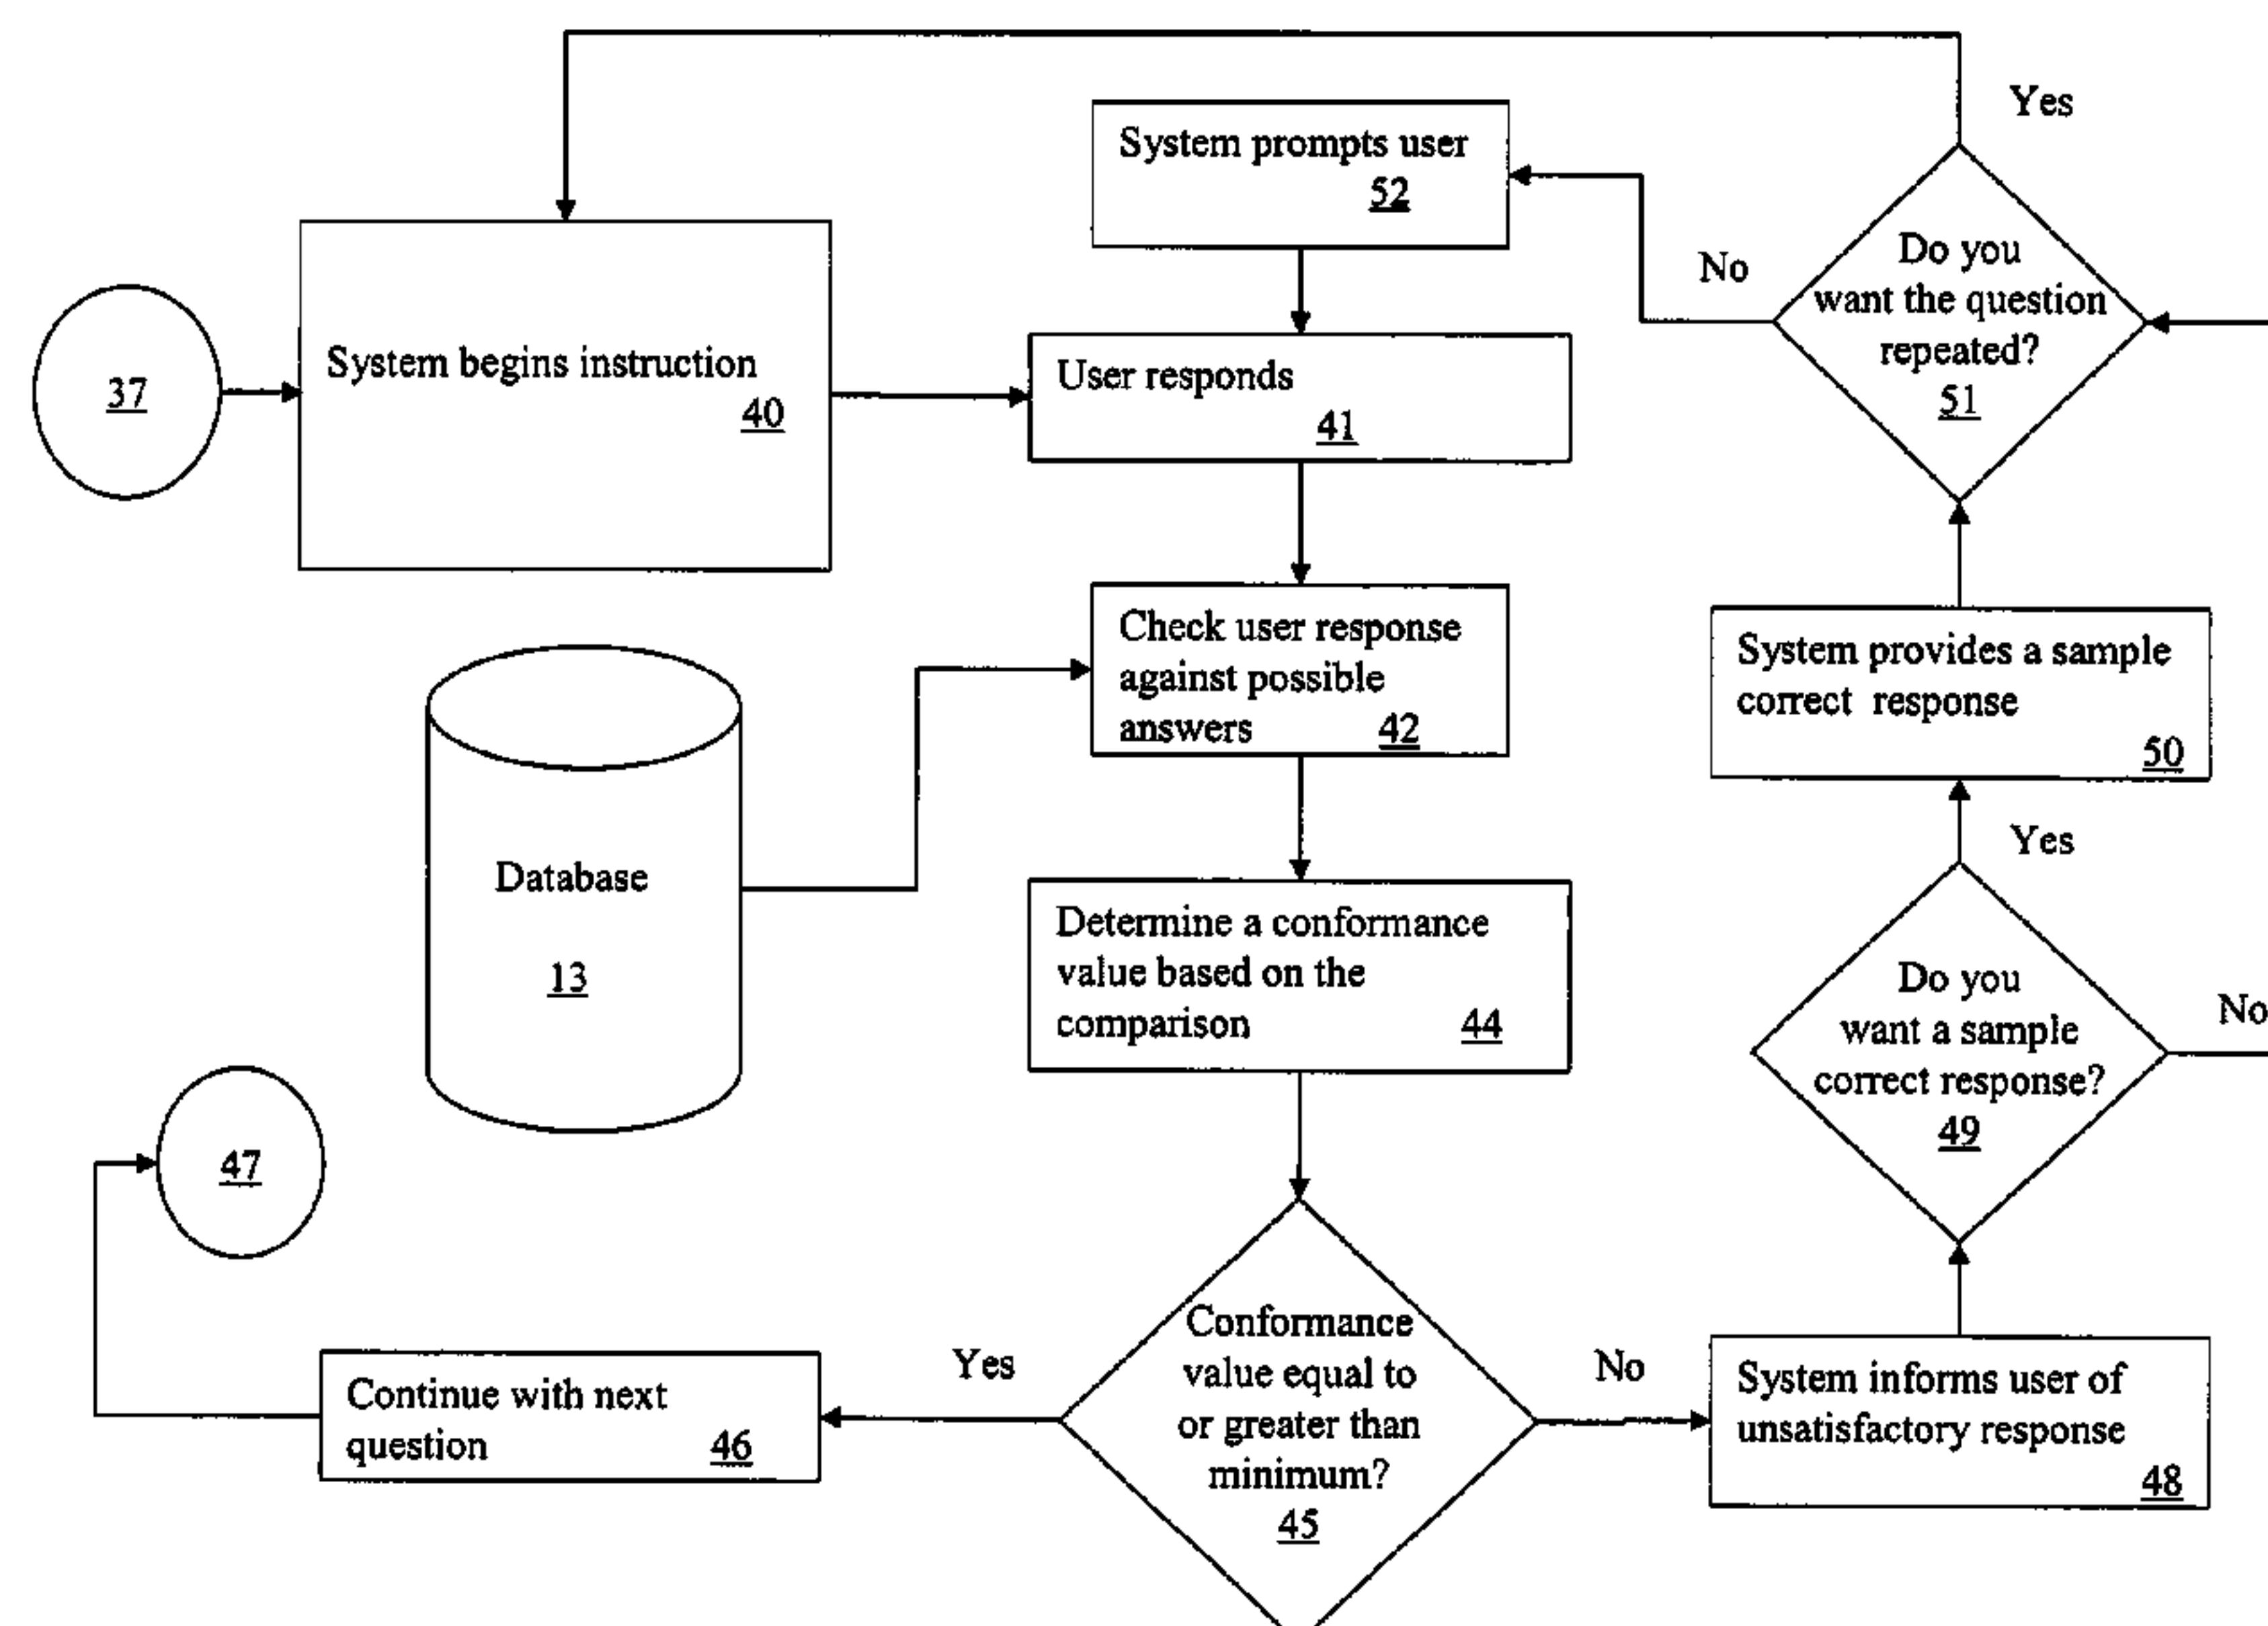 Yes
System prompts user
52
No
Do you
want the question
repeated?
51
37
System begins instruction
40
User responds
41
Check user response
against possible
answers
42
System provides a sample
correct response
50
Yes
Database
13
Determine a conformance
value based on the
comparison
44
Do you
want a sample
correct response?
49
No
47
Continue with next
question
46
Yes
Conformance
value equal to
or greater than
minimum?
45
No
System informs user of
unsatisfactory response
48